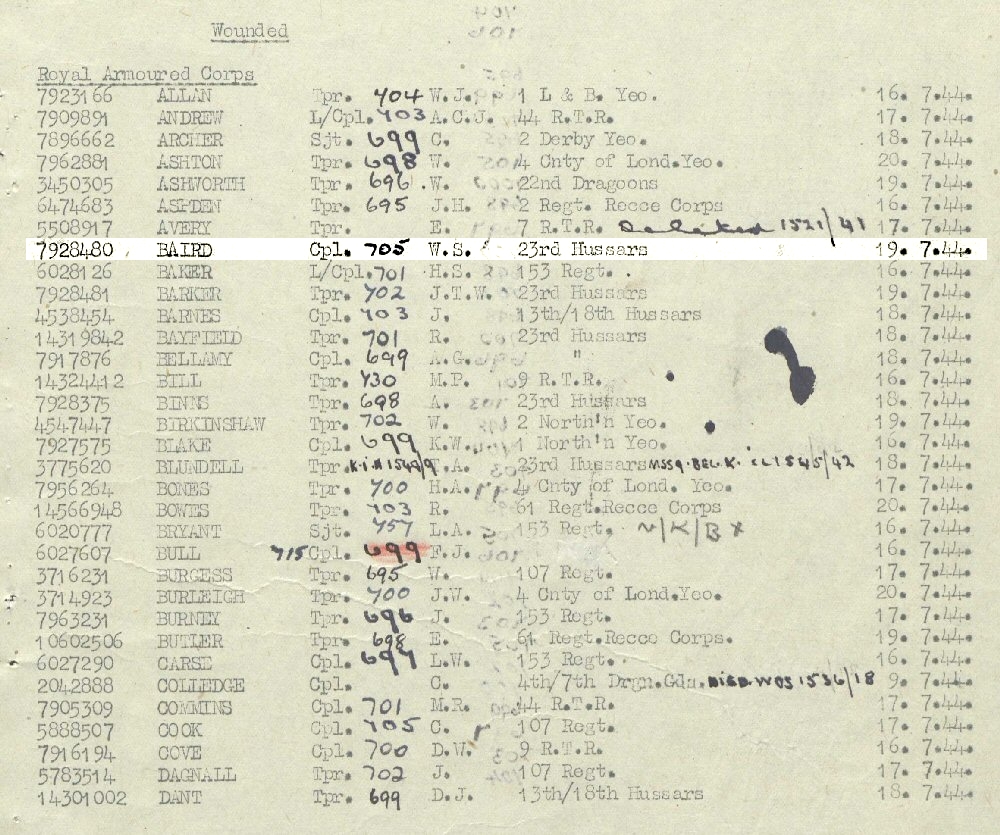 Wounded
Royal Armoured Corps
7923166 ALLAN Tpr. 704 W.J. 1 L & B. Yeo. 16. 7.44.
7909891 ANDREW L/Cpl. 703 A.C.J. 44 R.T.R. 17. 7.44.
7896662 ARCHER Sjt. 699 C. 2 Derby Yeo. 18. 7.44.
7962881 ASHTON Tpr. 698 W. 4 Cnty of Lond.Yeo. 20. 7.44.
3450305 ASHWORTH Tpr. 696 W. 22nd Dragoons 19. 7.44.
6474683 ASPDEN Tpr. 695 J.H. 2 Regt. Recce Corps 18. 7.44.
5508917 AVERY Tpr. E. 7 R.T.R. Deleted 1521/41 17. 7.44.
7928480 BAIRD Cpl. 705 W.S. 23rd Hussars 19. 7.44.
6028126 BAKER L/Cpl. 701 H.S. 153 Regt. 16. 7.44.
7928481 BARKER Tpr. 702 J.T.W. 23rd Hussars 19. 7.44.
4538454 BARNES Cpl. 703 J. 13th/18th Hussars 18. 7.44.
14319842 BAYFIELD Tpr. 701 R. 23rd Hussars 18. 7.44.
7917876 BELLAMY Cpl. 699 A.G. " 18. 7.44.
14324412 BILL Tpr. 730 M.P. 9 R.T.R. 16. 7.44.
7928375 BINNS Tpr. 698 A. 23rd Hussars 18. 7.44.
4547447 BIRKINSHAW Tpr. 702 W. 2 North'n Yeo. 19. 7.44.
7927575 BLAKE Cpl. 699 K.W. 1 North'n Yeo. 16. 7.44.
3775620 BLUNDELL Tpr. F.A. 23rd Hussars MSSG. BEL.K. CL1545/42 18. 7.44.
7956264 BONES Tpr. 700 H.A. 4 Cnty of Lond. Yeo. 17. 7.44.
14566948 BOWES Tpr. 703 R. 61 Regt.Recce Corps 20. 7.44.
6020777 BRYANT Sjt. 757 L.A. 153 Regt. N/K/B X 16. 7.44.
6027607 BULL 715 Cpl. 699 F.J. 16. 7.44.
3716231 BURGESS Tpr. 695 W. 107 Regt. 17. 7.44.
3714923 BURLEIGH Tpr. 700 J.W. 4 Cnty of Lond.Yeo. 20. 7.44.
7963231 BURNEY Tpr. 696 J. 153 Regt. 17. 7.44.
10602506 BUTLER Tpr. 698 E. 61 Regt.Recce Corps. 19. 7.44.
6027290 CARSE Cpl. 697 L.W. 153 Regt. 16. 7.44.
2042888 COLLEDGE Cpl. C. 4th/7th Drgn.Gds. DIED.WDS 1536/18 9. 7.44.
7905309 COMMINS Cpl. 701 M.R. 44 R.T.R. 17. 7.44.
5888507 COOK Cpl. 705 C. 107 Regt. 17. 7.44.
7916194 COVE Cpl. 700 D.W. 9 R.T.R. 16. 7.44.
5783514 DAGNALL Tpr. 702 J. 107 Regt. 17. 7.44.
14301002 DANT Tpr. 699 D.J. 13th/18th Hussars 18. 7.44.